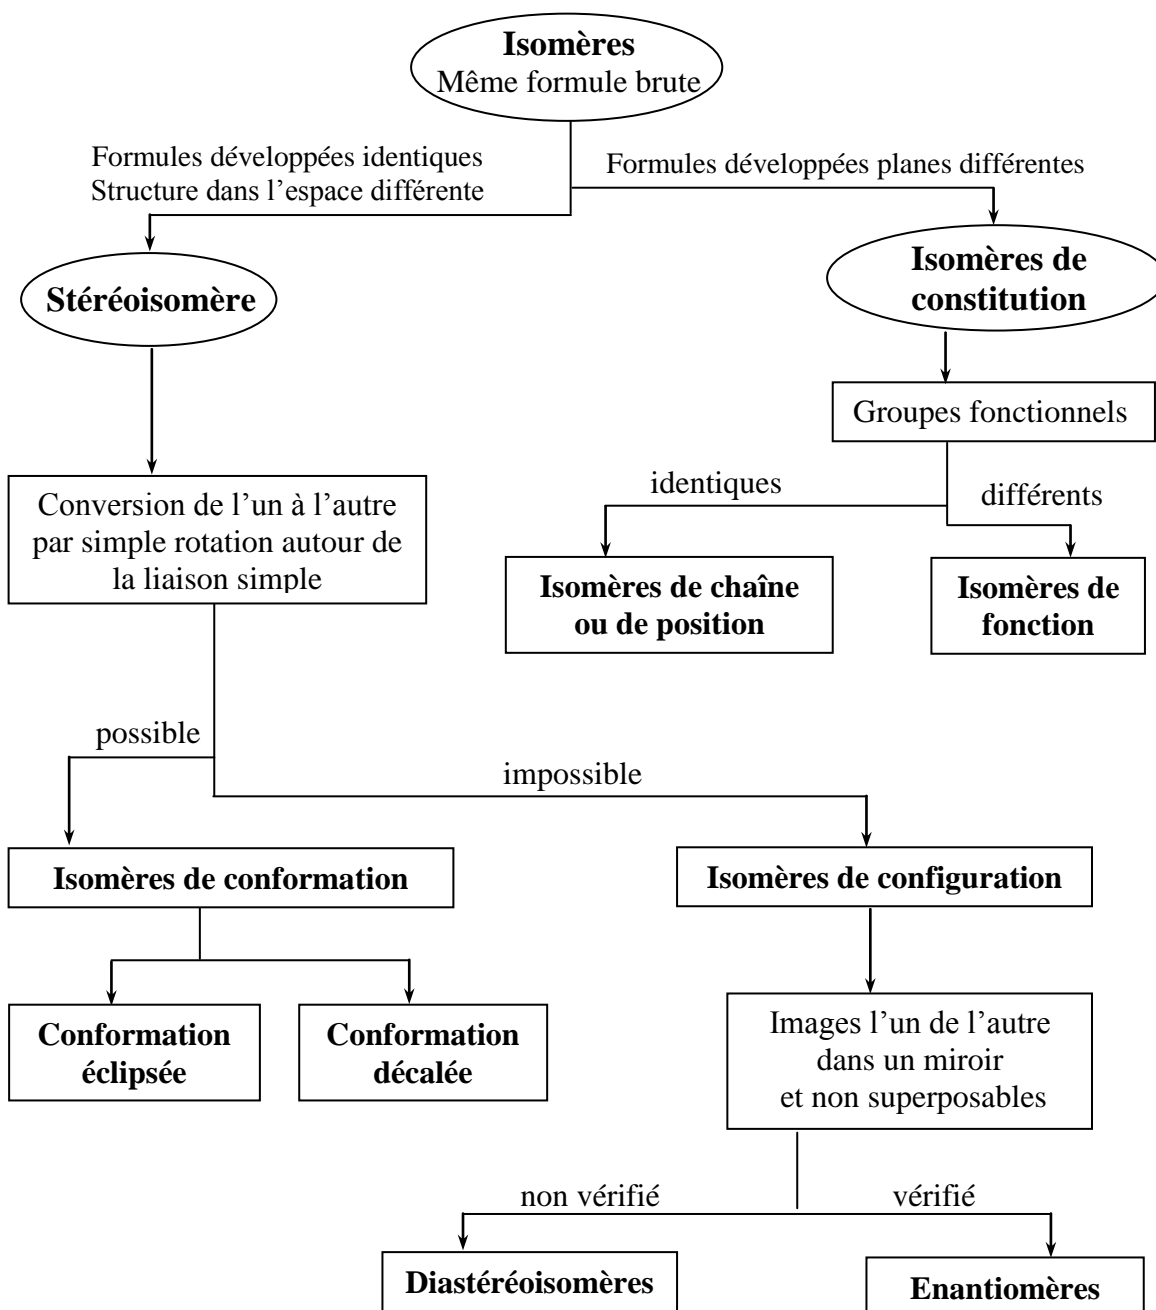 Isomères
Même formule brute
Formules développées identiques
Structure dans l’espace différente
Formules développées planes différentes
Stéréoisomère
Isomères de
constitution
Groupes fonctionnels
identiques
différents
Conversion de l’un à l’autre
par simple rotation autour de
la liaison simple
Isomères de chaîne
ou de position
Isomères de
fonction
possible
impossible
Isomères de conformation
Isomères de configuration
Conformation
éclipsée
Conformation
décalée
Images l’un de l’autre
dans un miroir
et non superposables
non vérifié
vérifié
Diastéréoisomères
Enantiomères